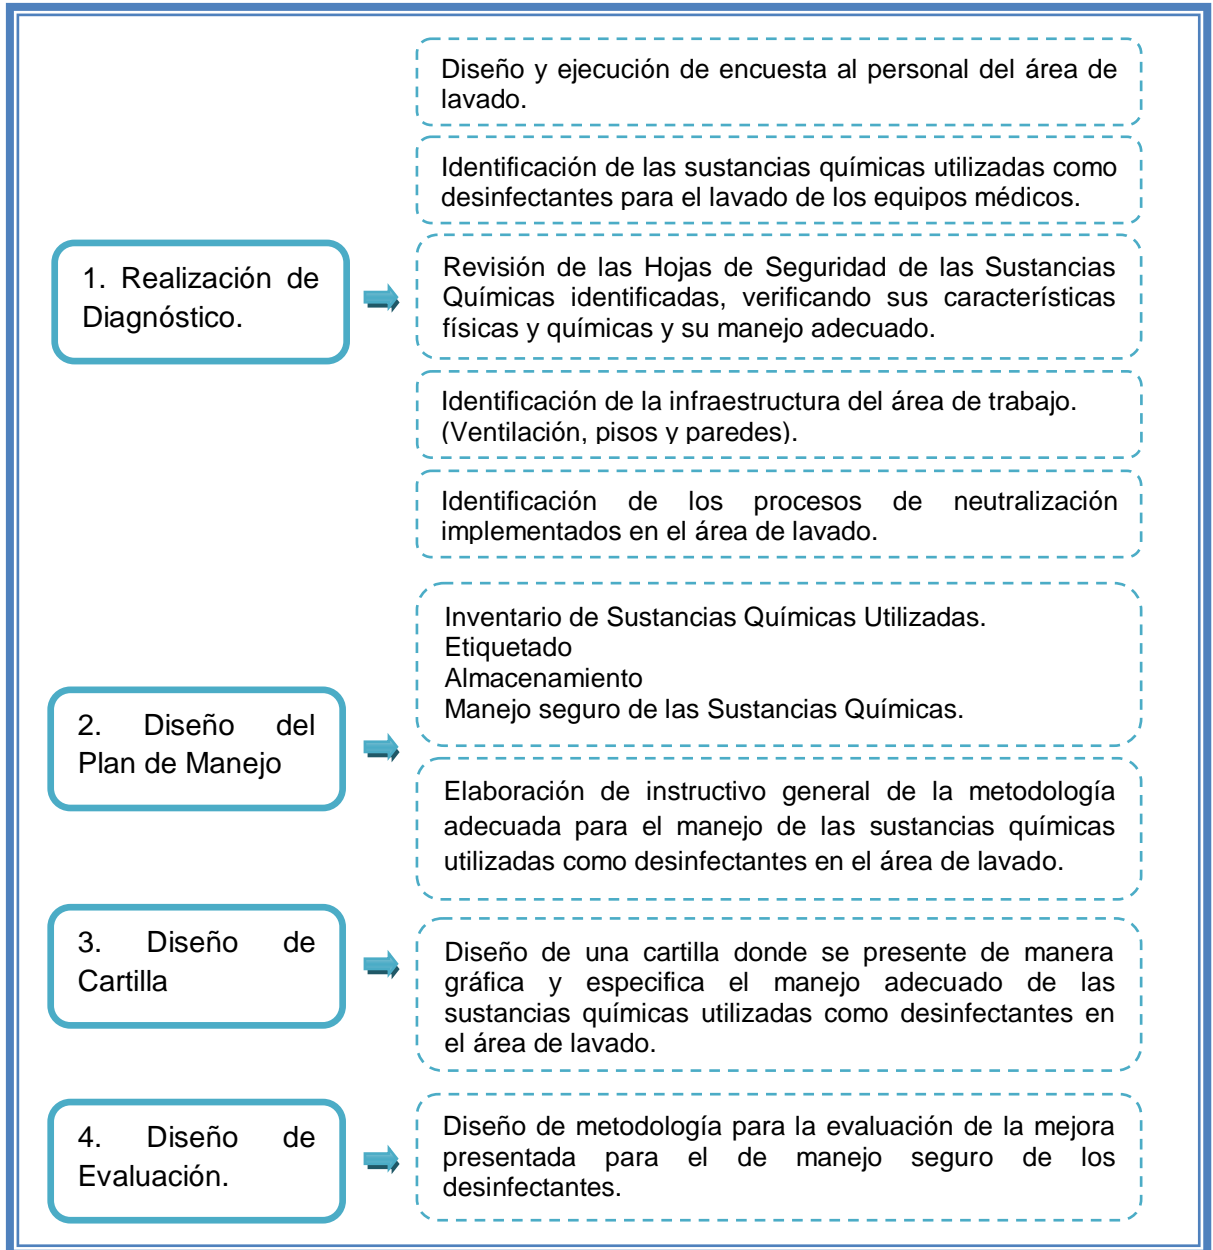 Diseño y ejecución de encuesta al personal del área de
lavado.
Identificación de las sustancias químicas utilizadas como
desinfectantes para el lavado de los equipos médicos.
1. Realización de
Diagnóstico.
Revisión de las Hojas de Seguridad de las Sustancias
Químicas identificadas, verificando sus características
físicas y químicas y su manejo adecuado.
Identificación de la infraestructura del área de trabajo.
(Ventilación, pisos y paredes).
Identificación de los procesos de neutralización
implementados en el área de lavado.
2. Diseño del
Plan de Manejo
Inventario de Sustancias Químicas Utilizadas.
Etiquetado
Almacenamiento
Manejo seguro de las Sustancias Químicas.
Elaboración de instructivo general de la metodología
adecuada para el manejo de las sustancias químicas
utilizadas como desinfectantes en el área de lavado.
3. Diseño de
Cartilla
Diseño de una cartilla donde se presente de manera
gráfica y especifica el manejo adecuado de las
sustancias químicas utilizadas como desinfectantes en
el área de lavado.
4. Diseño de
Evaluación.
Diseño de metodología para la evaluación de la mejora
presentada para el de manejo seguro de los
desinfectantes.